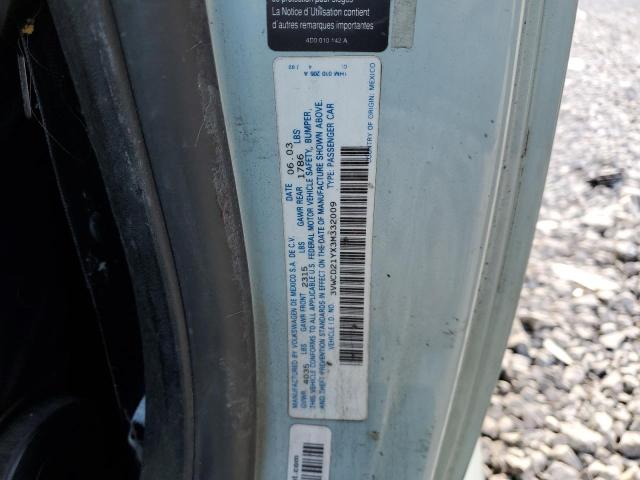 de protection pour sièges
La Notice d'Utilisation contient
d'autres remarques importantes
4D0 010 142 A
1HM 010 205 A
MANUFACTURED BY VOLKSWAGEN DE MEXICO S.A. DE C.V. DATE 06.03
GVWR 4035 LBS GAWR FRONT 2315 LBS GAWR REAR 1786 LBS
THIS VEHICLE CONFORMS TO ALL APPLICABLE U.S. FEDERAL MOTOR VEHICLE SAFETY, BUMPER,
AND THEFT PREVENTION STANDARDS IN EFFECT ON THE DATE OF MANUFACTURE SHOWN ABOVE.
VEHICLE I.D. NO.: 3VWCD21YX3M332009 TYPE: PASSENGER CAR
COUNTRY OF ORIGIN: MEXICO